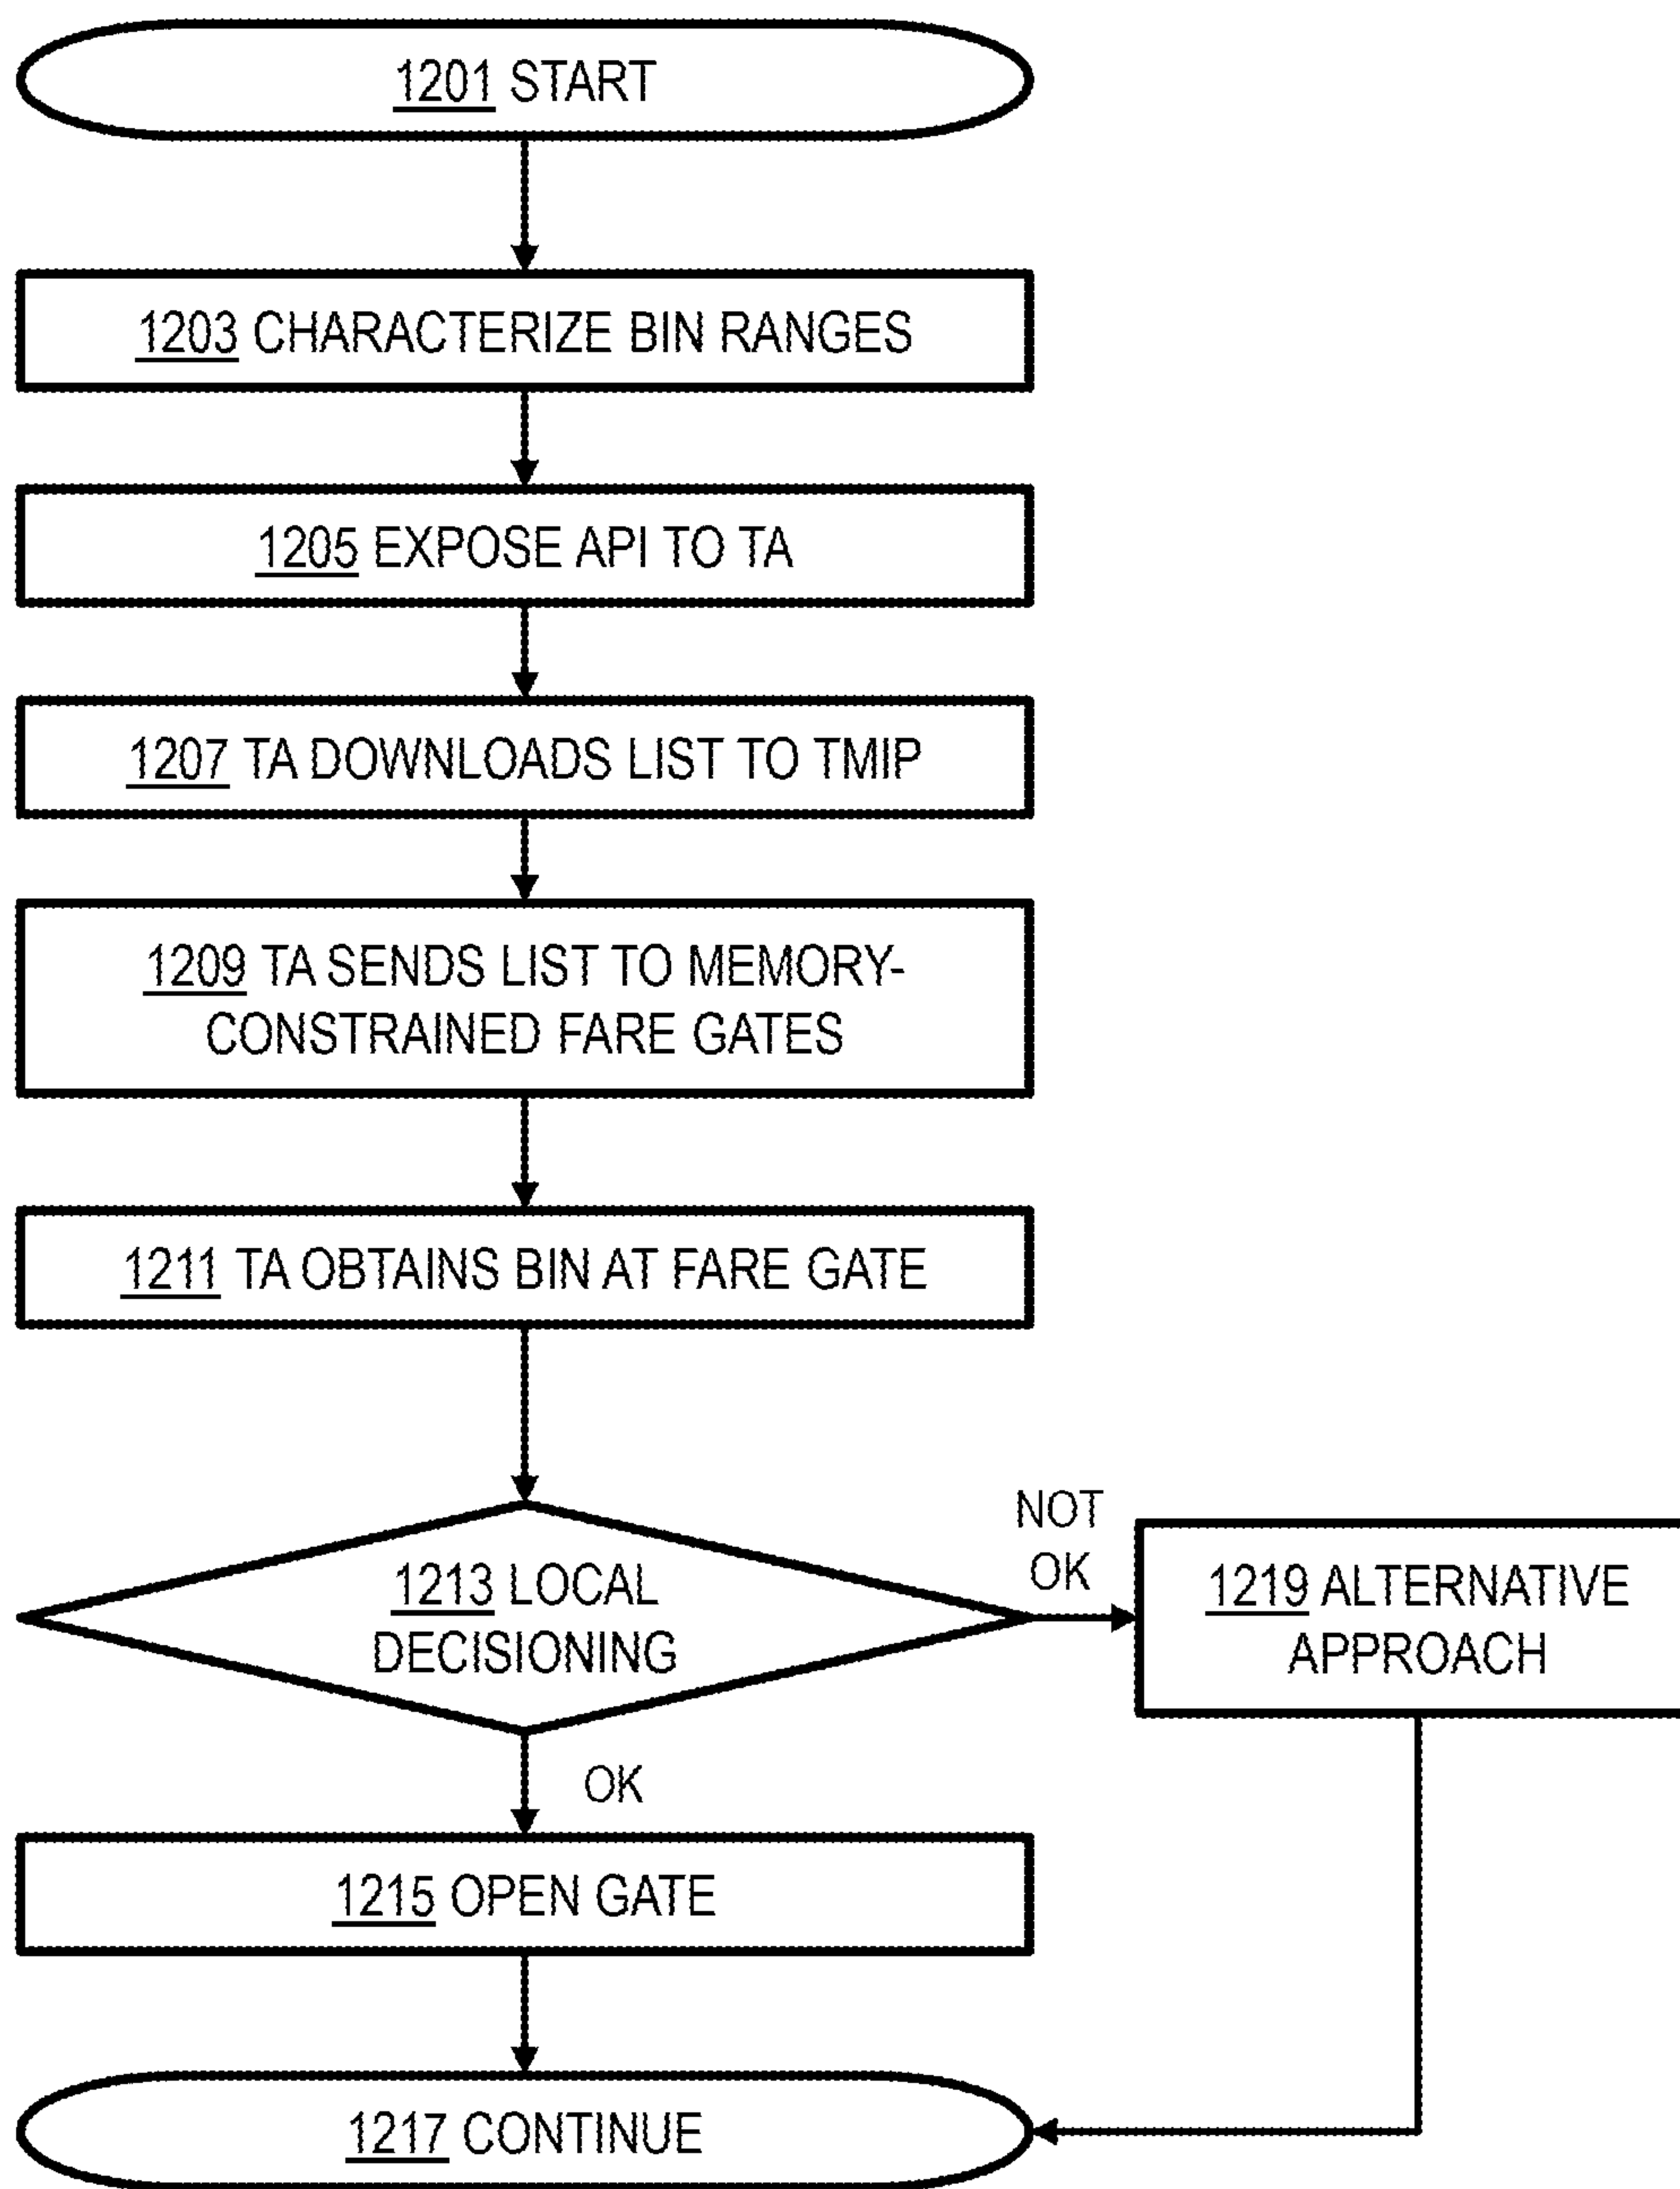 1201 START
1203 CHARACTERIZE BIN RANGES
1205 EXPOSE API TO TA
1207 TA DOWNLOADS LIST TO TMIP
1209 TA SENDS LIST TO MEMORY-
CONSTRAINED FARE GATES
1211 TA OBTAINS BIN AT FARE GATE
1213 LOCAL
DECISIONING
NOT
OK
1219 ALTERNATIVE
APPROACH
OK
1215 OPEN GATE
1217 CONTINUE